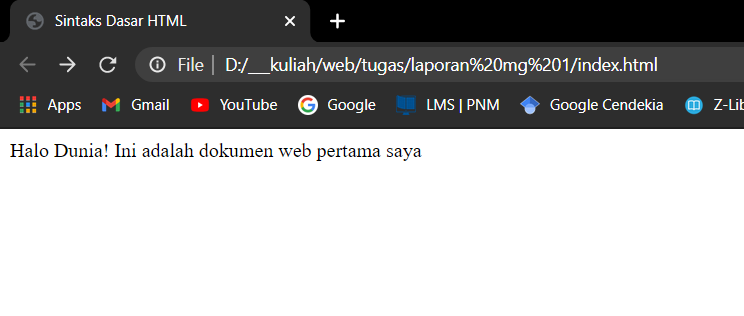 Sintaks Dasar HTML
File | D:/__kuliah/web/tugas/laporan%20mg%201/index.html
Apps Gmail YouTube Google LMS | PNM Google Cendekia Z-Lib
Halo Dunia! Ini adalah dokumen web pertama saya